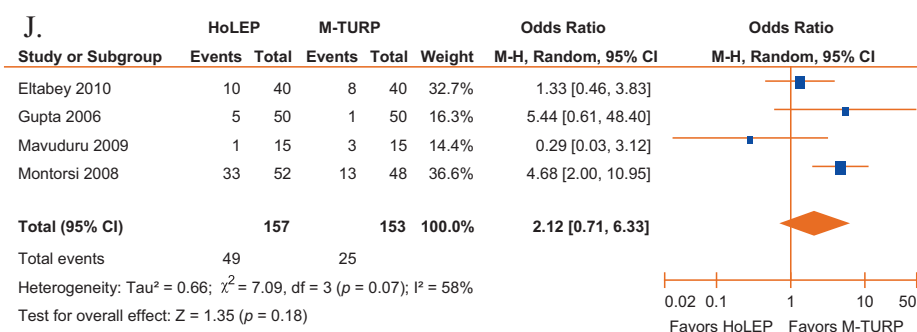 J.
HoLEP M-TURP Odds Ratio Odds Ratio
Study or Subgroup Events Total Events Total Weight M-H, Random, 95% CI M-H, Random, 95% CI
Eltabey 2010 10 40 8 40 32.7% 1.33 [0.46, 3.83]
Gupta 2006 5 50 1 50 16.3% 5.44 [0.61, 48.40]
Mavuduru 2009 1 15 3 15 14.4% 0.29 [0.03, 3.12]
Montorsi 2008 33 52 13 48 36.6% 4.68 [2.00, 10.95]
Total (95% CI) 157 153 100.0% 2.12 [0.71, 6.33]
Total events 49 25
Heterogeneity: Tau² = 0.66; χ² = 7.09, df = 3 (p = 0.07); I² = 58%
Test for overall effect: Z = 1.35 (p = 0.18)
0.02 0.1 1 10 50
Favors HoLEP Favors M-TURP